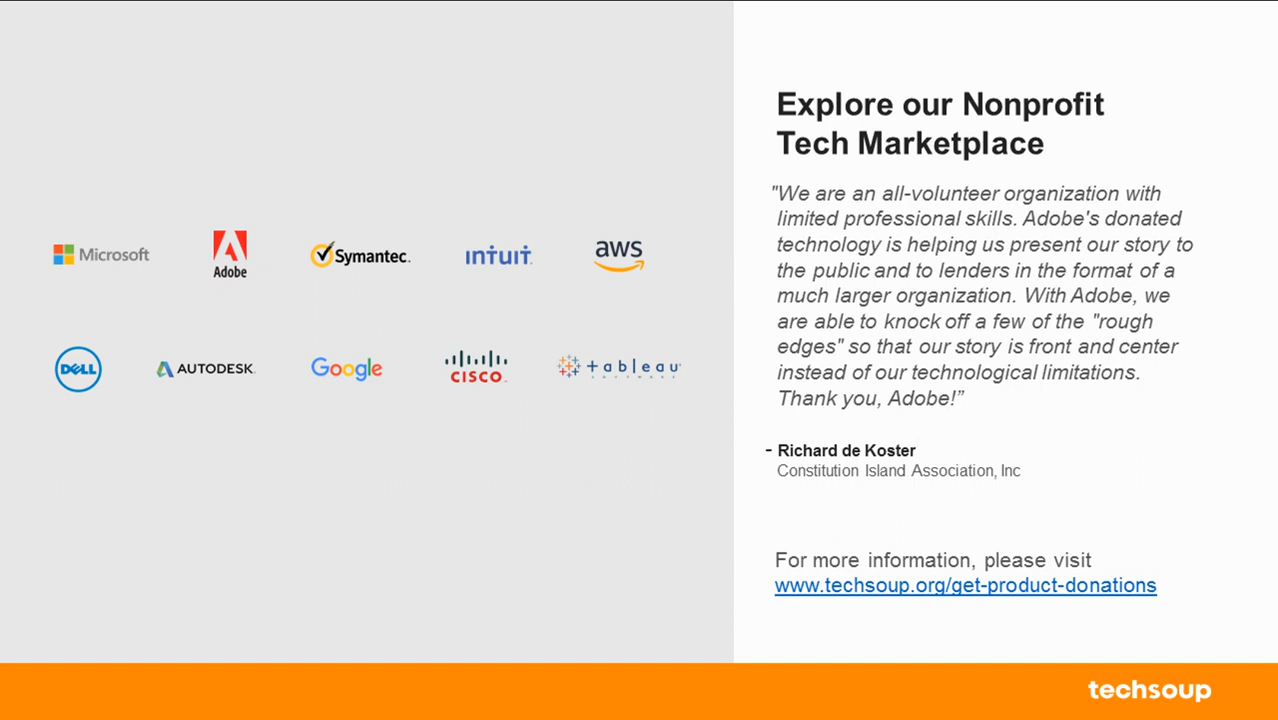 Microsoft
Adobe
Symantec.
intuit.
aws
DELL
AUTODESK.
Google
CISCO
tableau
SOFTWARE
Explore our Nonprofit
Tech Marketplace
"We are an all-volunteer organization with
limited professional skills. Adobe's donated
technology is helping us present our story to
the public and to lenders in the format of a
much larger organization. With Adobe, we
are able to knock off a few of the "rough
edges" so that our story is front and center
instead of our technological limitations.
Thank you, Adobe!”
- Richard de Koster
Constitution Island Association, Inc
For more information, please visit
www.techsoup.org/get-product-donations
techsoup